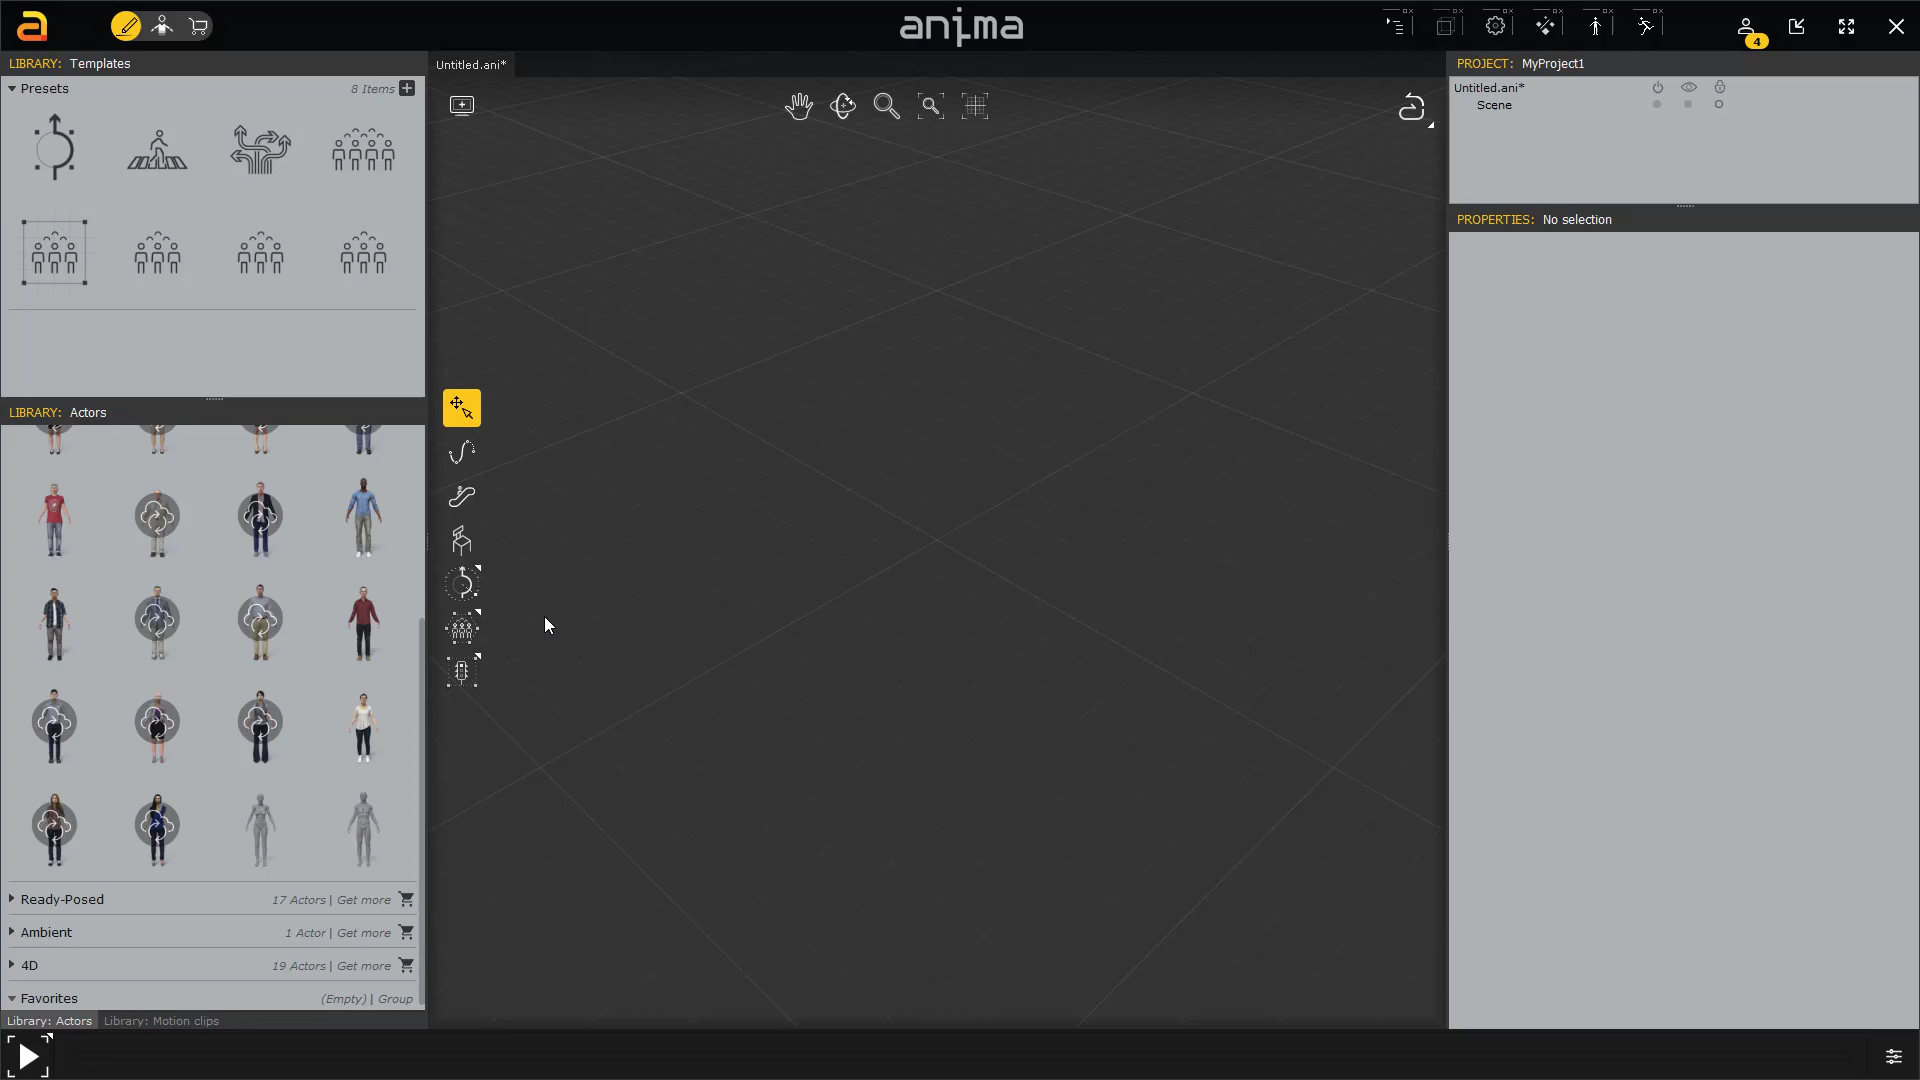 anima
4
LIBRARY: Templates
Untitled.ani*
PROJECT: MyProject1
Presets
8 Items
Untitled.ani*
Scene
PROPERTIES: No selection
LIBRARY: Actors
Ready-Posed
17 Actors | Get more
Ambient
1 Actor | Get more
4D
19 Actors | Get more
Favorites
(Empty) | Group
Library: Actors
Library: Motion clips